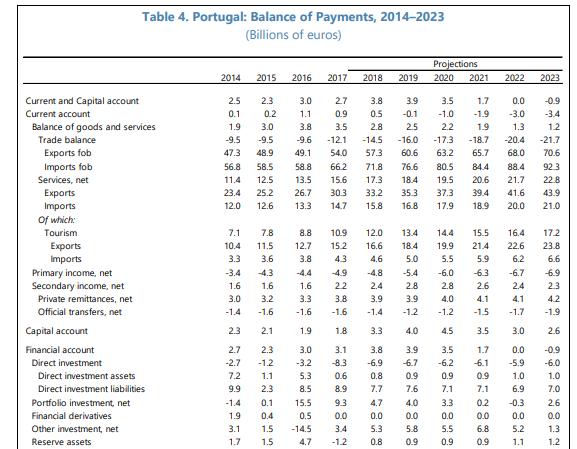 Table 4. Portugal: Balance of Payments, 2014–2023
(Billions of euros)
Projections
2014 2015 2016 2017 2018 2019 2020 2021 2022 2023
Current and Capital account 2.5 2.3 3.0 2.7 3.8 3.9 3.5 1.7 0.0 -0.9
Current account 0.1 0.2 1.1 0.9 0.5 -0.1 -1.0 -1.9 -3.0 -3.4
Balance of goods and services 1.9 3.0 3.8 3.5 2.8 2.5 2.2 1.9 1.3 1.2
Trade balance -9.5 -9.5 -9.6 -12.1 -14.5 -16.0 -17.3 -18.7 -20.4 -21.7
Exports fob 47.3 48.9 49.1 54.0 57.3 60.6 63.2 65.7 68.0 70.6
Imports fob 56.8 58.5 58.8 66.2 71.8 76.6 80.5 84.4 88.4 92.3
Services, net 11.4 12.5 13.5 15.6 17.3 18.4 19.5 20.6 21.7 22.8
Exports 23.4 25.2 26.7 30.3 33.2 35.3 37.3 39.4 41.6 43.9
Imports 12.0 12.6 13.3 14.7 15.8 16.8 17.9 18.9 20.0 21.0
Of which:
Tourism 7.1 7.8 8.8 10.9 12.0 13.4 14.4 15.5 16.4 17.2
Exports 10.4 11.5 12.7 15.2 16.6 18.4 19.9 21.4 22.6 23.8
Imports 3.3 3.6 3.8 4.3 4.6 5.0 5.5 5.9 6.2 6.6
Primary income, net -3.4 -4.3 -4.4 -4.9 -4.8 -5.4 -6.0 -6.3 -6.7 -6.9
Secondary income, net 1.6 1.6 1.6 2.2 2.4 2.8 2.8 2.6 2.4 2.3
Private remittances, net 3.0 3.2 3.3 3.8 3.9 3.9 4.0 4.1 4.1 4.2
Official transfers, net -1.4 -1.6 -1.6 -1.6 -1.4 -1.2 -1.2 -1.5 -1.7 -1.9
Capital account 2.3 2.1 1.9 1.8 3.3 4.0 4.5 3.5 3.0 2.6
Financial account 2.7 2.3 3.0 3.1 3.8 3.9 3.5 1.7 0.0 -0.9
Direct investment -2.7 -1.2 -3.2 -8.3 -6.9 -6.7 -6.2 -6.1 -5.9 -6.0
Direct investment assets 7.2 1.1 5.3 0.6 0.8 0.9 0.9 0.9 1.0 1.0
Direct investment liabilities 9.9 2.3 8.5 8.9 7.7 7.6 7.1 7.1 6.9 7.0
Portfolio investment, net -1.4 0.1 15.5 9.3 4.7 4.0 3.3 0.2 -0.3 2.6
Financial derivatives 1.9 0.4 0.5 0.0 0.0 0.0 0.0 0.0 0.0 0.0
Other investment, net 3.1 1.5 -14.5 3.4 5.3 5.8 5.5 6.8 5.2 1.3
Reserve assets 1.7 1.5 4.7 -1.2 0.8 0.9 0.9 0.9 1.1 1.2